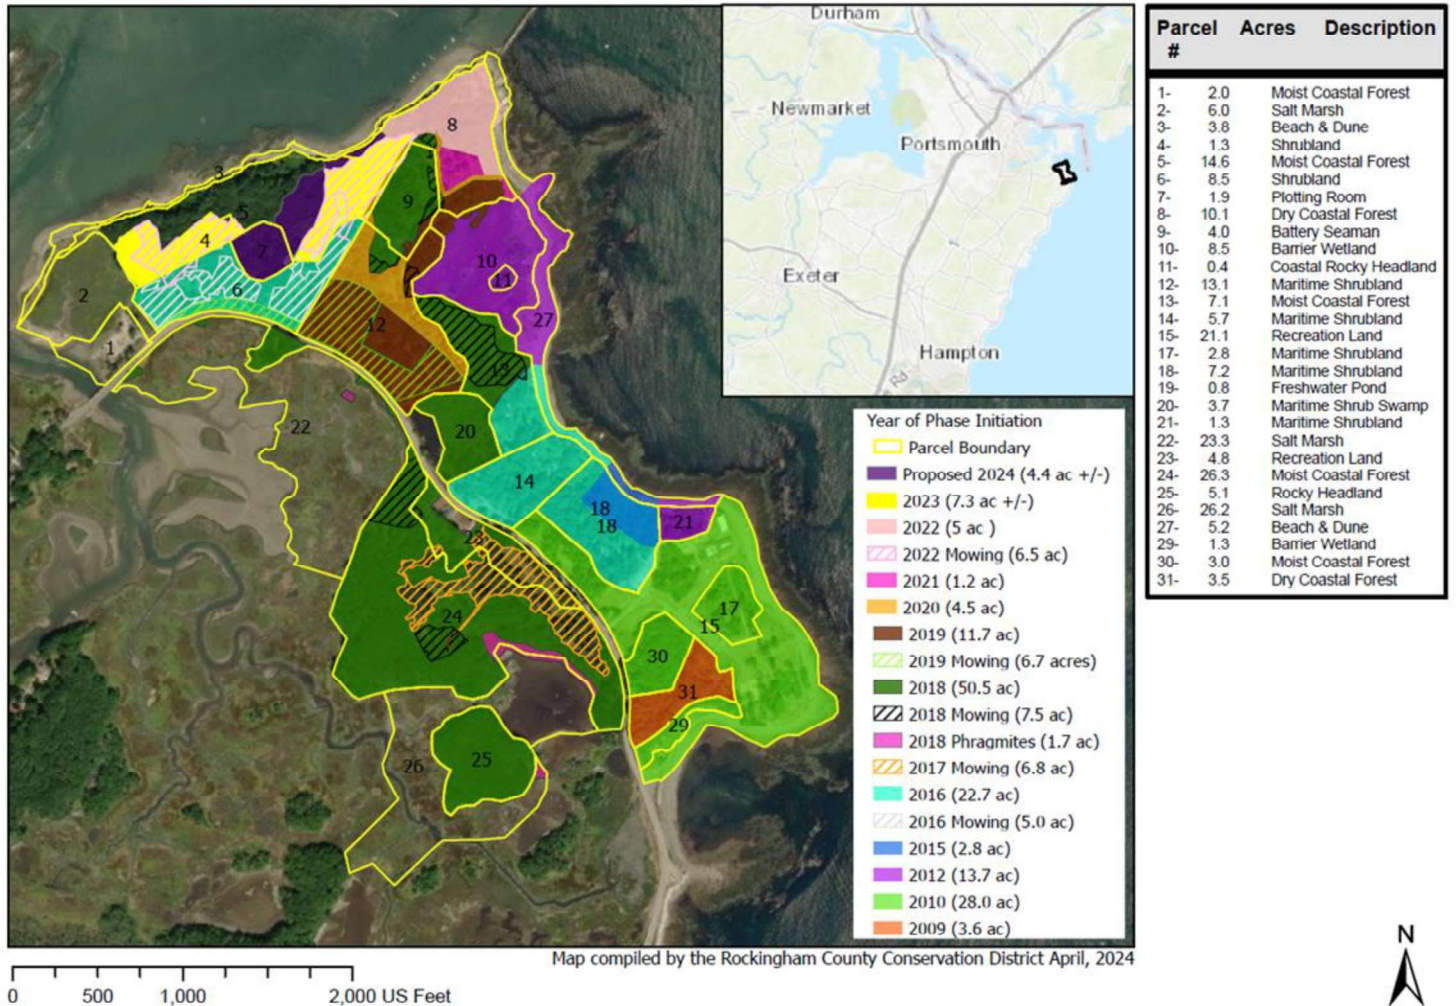 Durham
Newmarket
Portsmouth
Exeter
Hampton
Rd
8
3
9
5
4
7
10
11
2
6
27
12
1
13
22
20
14
18
18
21
23
24
17
15
30
31
29
25
26
Year of Phase Initiation
Parcel Boundary
Proposed 2024 (4.4 ac +/-)
2023 (7.3 ac +/-)
2022 (5 ac )
2022 Mowing (6.5 ac)
2021 (1.2 ac)
2020 (4.5 ac)
2019 (11.7 ac)
2019 Mowing (6.7 acres)
2018 (50.5 ac)
2018 Mowing (7.5 ac)
2018 Phragmites (1.7 ac)
2017 Mowing (6.8 ac)
2016 (22.7 ac)
2016 Mowing (5.0 ac)
2015 (2.8 ac)
2012 (13.7 ac)
2010 (28.0 ac)
2009 (3.6 ac)
Parcel # Acres Description
1- 2.0 Moist Coastal Forest
2- 6.0 Salt Marsh
3- 3.8 Beach & Dune
4- 1.3 Shrubland
5- 14.6 Moist Coastal Forest
6- 8.5 Shrubland
7- 1.9 Plotting Room
8- 10.1 Dry Coastal Forest
9- 4.0 Battery Seaman
10- 8.5 Barrier Wetland
11- 0.4 Coastal Rocky Headland
12- 13.1 Maritime Shrubland
13- 7.1 Moist Coastal Forest
14- 5.7 Maritime Shrubland
15- 21.1 Recreation Land
17- 2.8 Maritime Shrubland
18- 7.2 Maritime Shrubland
19- 0.8 Freshwater Pond
20- 3.7 Maritime Shrub Swamp
21- 1.3 Maritime Shrubland
22- 23.3 Salt Marsh
23- 4.8 Recreation Land
24- 26.3 Moist Coastal Forest
25- 5.1 Rocky Headland
26- 26.2 Salt Marsh
27- 5.2 Beach & Dune
29- 1.3 Barrier Wetland
30- 3.0 Moist Coastal Forest
31- 3.5 Dry Coastal Forest
Map compiled by the Rockingham County Conservation District April, 2024
0 500 1,000 2,000 US Feet
N